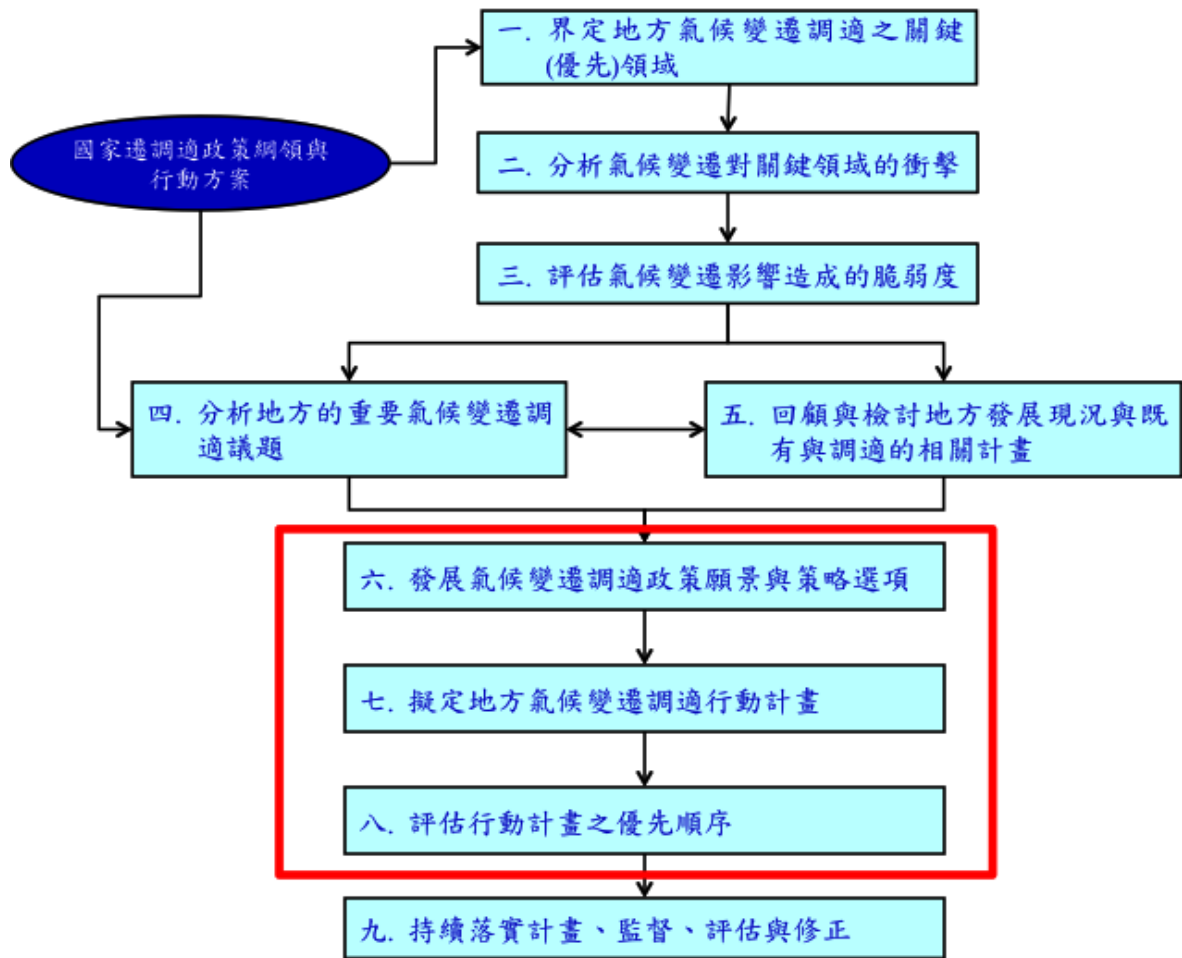 一. 界定地方氣候變遷調適之關鍵
(優先)領域
國家遷調適政策綱領與
行動方案
二. 分析氣候變遷對關鍵領域的衝擊
三. 評估氣候變遷影響造成的脆弱度
四. 分析地方的重要氣候變遷調
適議題
五. 回顧與檢討地方發展現況與既
有與調適的相關計畫
六. 發展氣候變遷調適政策願景與策略選項
七. 擬定地方氣候變遷調適行動計畫
八. 評估行動計畫之優先順序
九. 持續落實計畫、監督、評估與修正